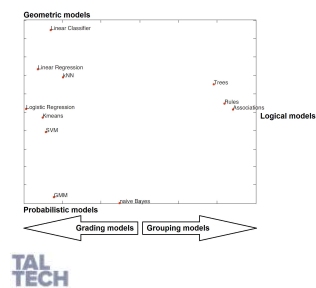 Geometric models
Linear Classifier
Linear Regression
kNN
Trees
Rules
Logistic Regression
Associations
Kmeans
Logical models
SVM
GMM
naive Bayes
Probabilistic models
Grading models
Grouping models
TAL
TECH